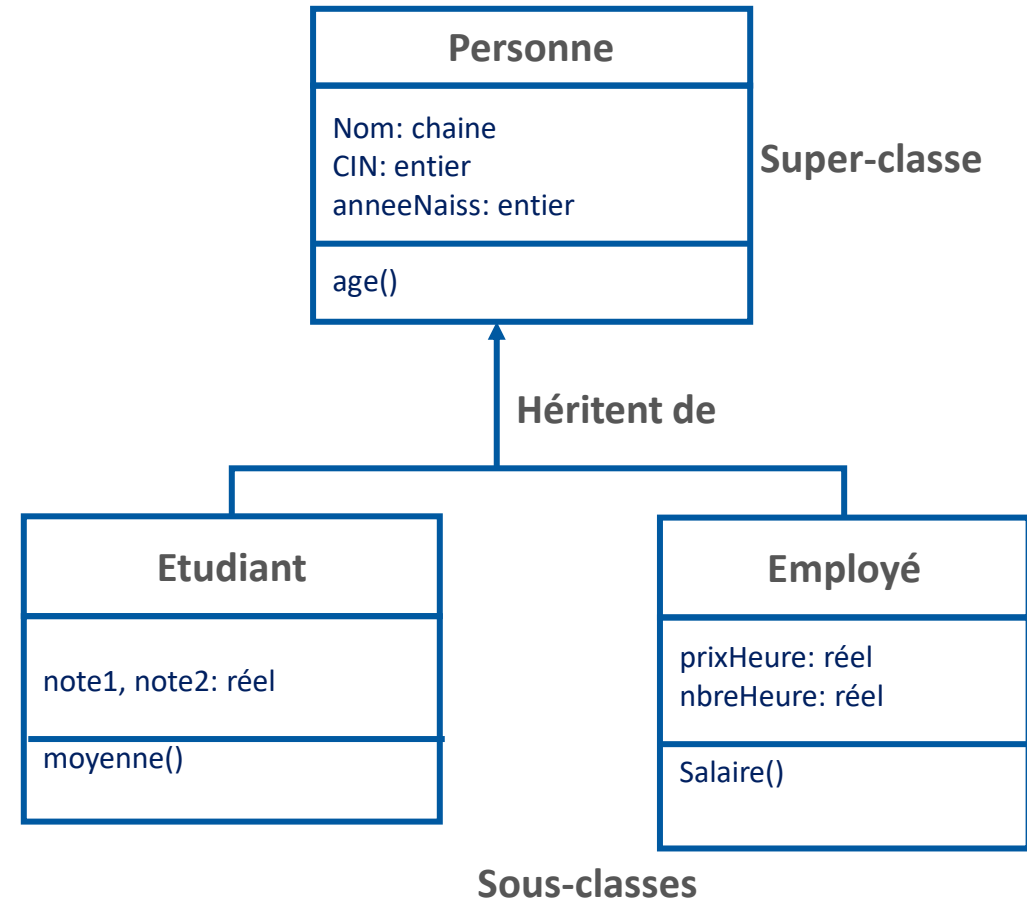 Personne
Nom: chaine
CIN: entier
anneeNaiss: entier
Super-classe
age()
Héritent de
Etudiant
note1, note2: réel
moyenne()
Employé
prixHeure: réel
nbreHeure: réel
Salaire()
Sous-classes